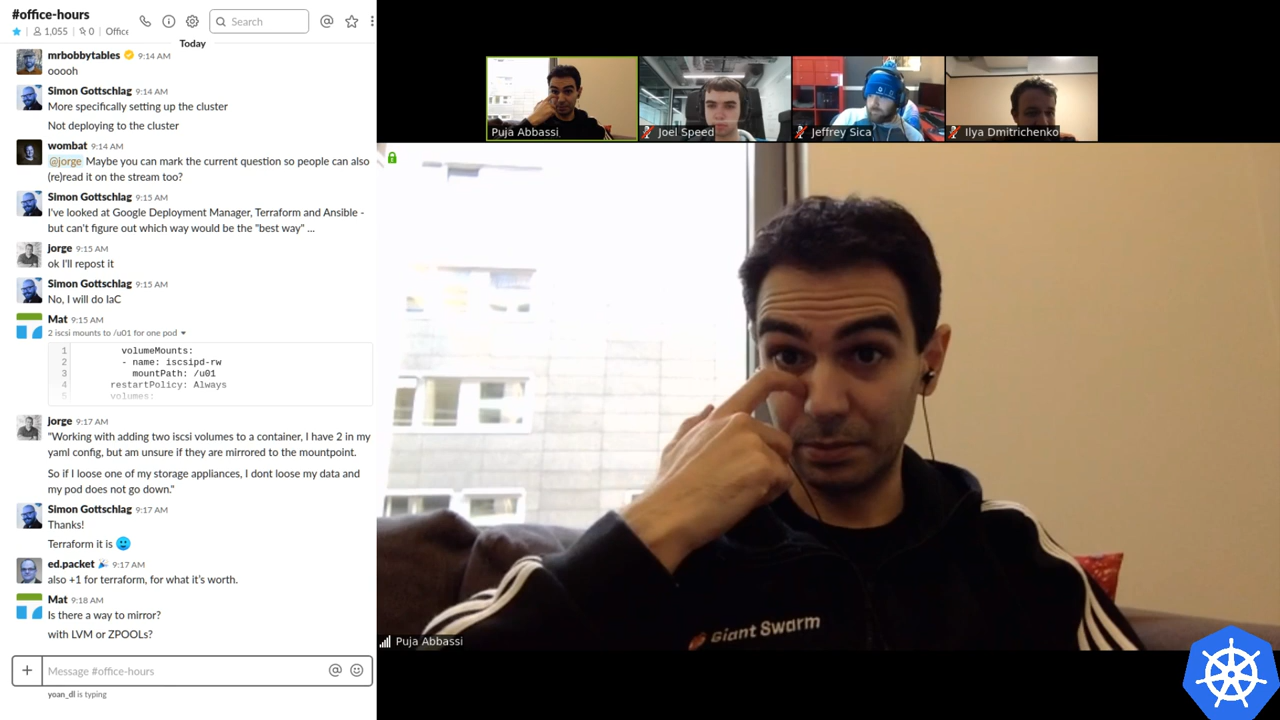 #office-hours
1,055 | 0 | Office
Search
Today
mrbobbytables 9:14 AM
ooooh
Simon Gottschlag 9:14 AM
More specifically setting up the cluster
Not deploying to the cluster
wombat 9:14 AM
@jorge Maybe you can mark the current question so people can also
(re)read it on the stream too?
Simon Gottschlag 9:15 AM
I've looked at Google Deployment Manager, Terraform and Ansible -
but can't figure out which way would be the "best way" ...
jorge 9:15 AM
ok I'll repost it
Simon Gottschlag 9:15 AM
No, I will do IaC
Mat 9:15 AM
2 iscsi mounts to /u01 for one pod
1 volumeMounts:
2 - name: iscsipd-rw
3 mountPath: /u01
4 restartPolicy: Always
5 volumes:
jorge 9:17 AM
"Working with adding two iscsi volumes to a container, I have 2 in my
yaml config, but am unsure if they are mirrored to the mountpoint.
So if I loose one of my storage appliances, I dont loose my data and
my pod does not go down."
Simon Gottschlag 9:17 AM
Thanks!
Terraform it is
ed.packet 9:17 AM
also +1 for terraform, for what it's worth.
Mat 9:18 AM
Is there a way to mirror?
with LVM or ZPOOLs?
Message #office-hours
yoan_dl is typing
Puja Abbassi
Joel Speed
Jeffrey Sica
Ilya Dmitrichenko
Giant Swarm
Puja Abbassi